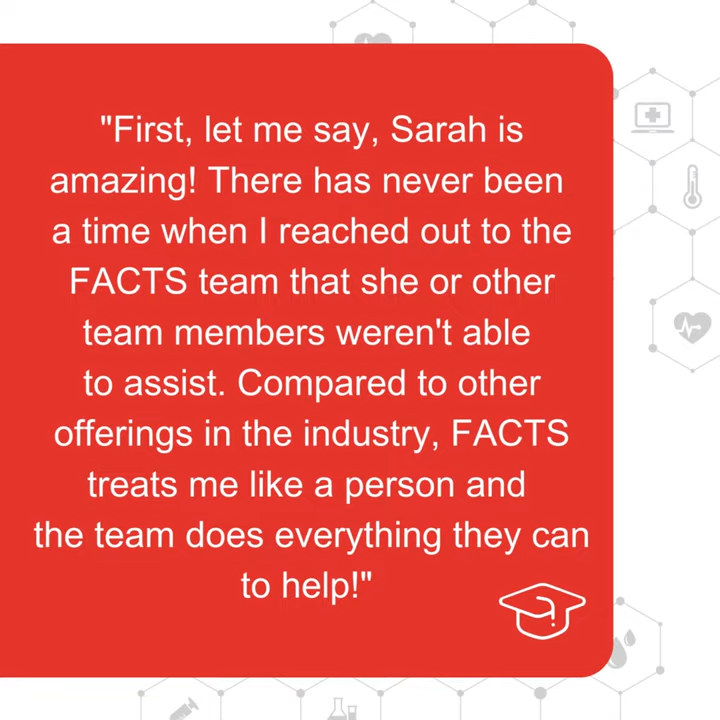 "First, let me say, Sarah is
amazing! There has never been
a time when I reached out to the
FACTS team that she or other
team members weren't able
to assist. Compared to other
offerings in the industry, FACTS
treats me like a person and
the team does everything they can
to help!"